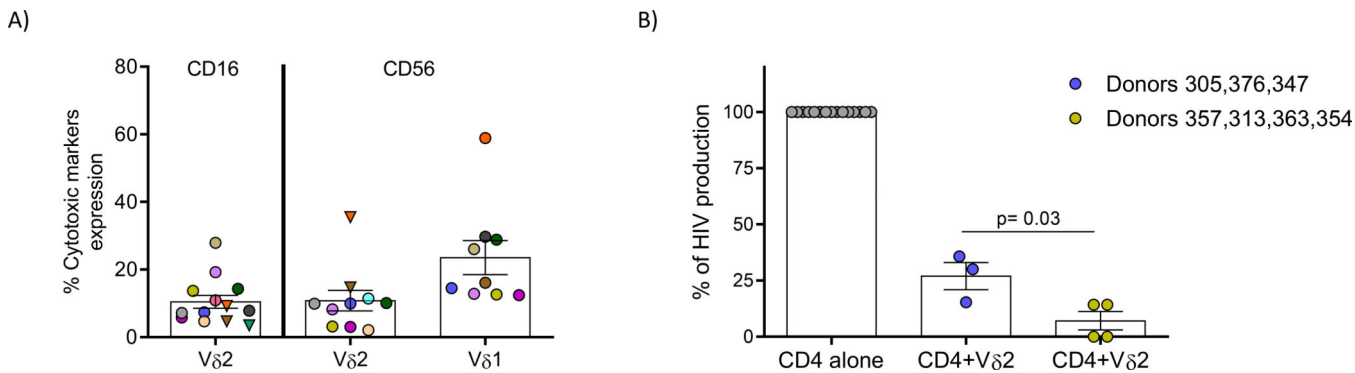 A)
% Cytotoxic markers
expression
80
60
40
20
0
CD16
CD56
Vδ2
Vδ2
Vδ1
B)
% of HIV production
100
75
50
25
0
p= 0.03
CD4 alone
CD4+Vδ2
CD4+Vδ2
Donors 305,376,347
Donors 357,313,363,354